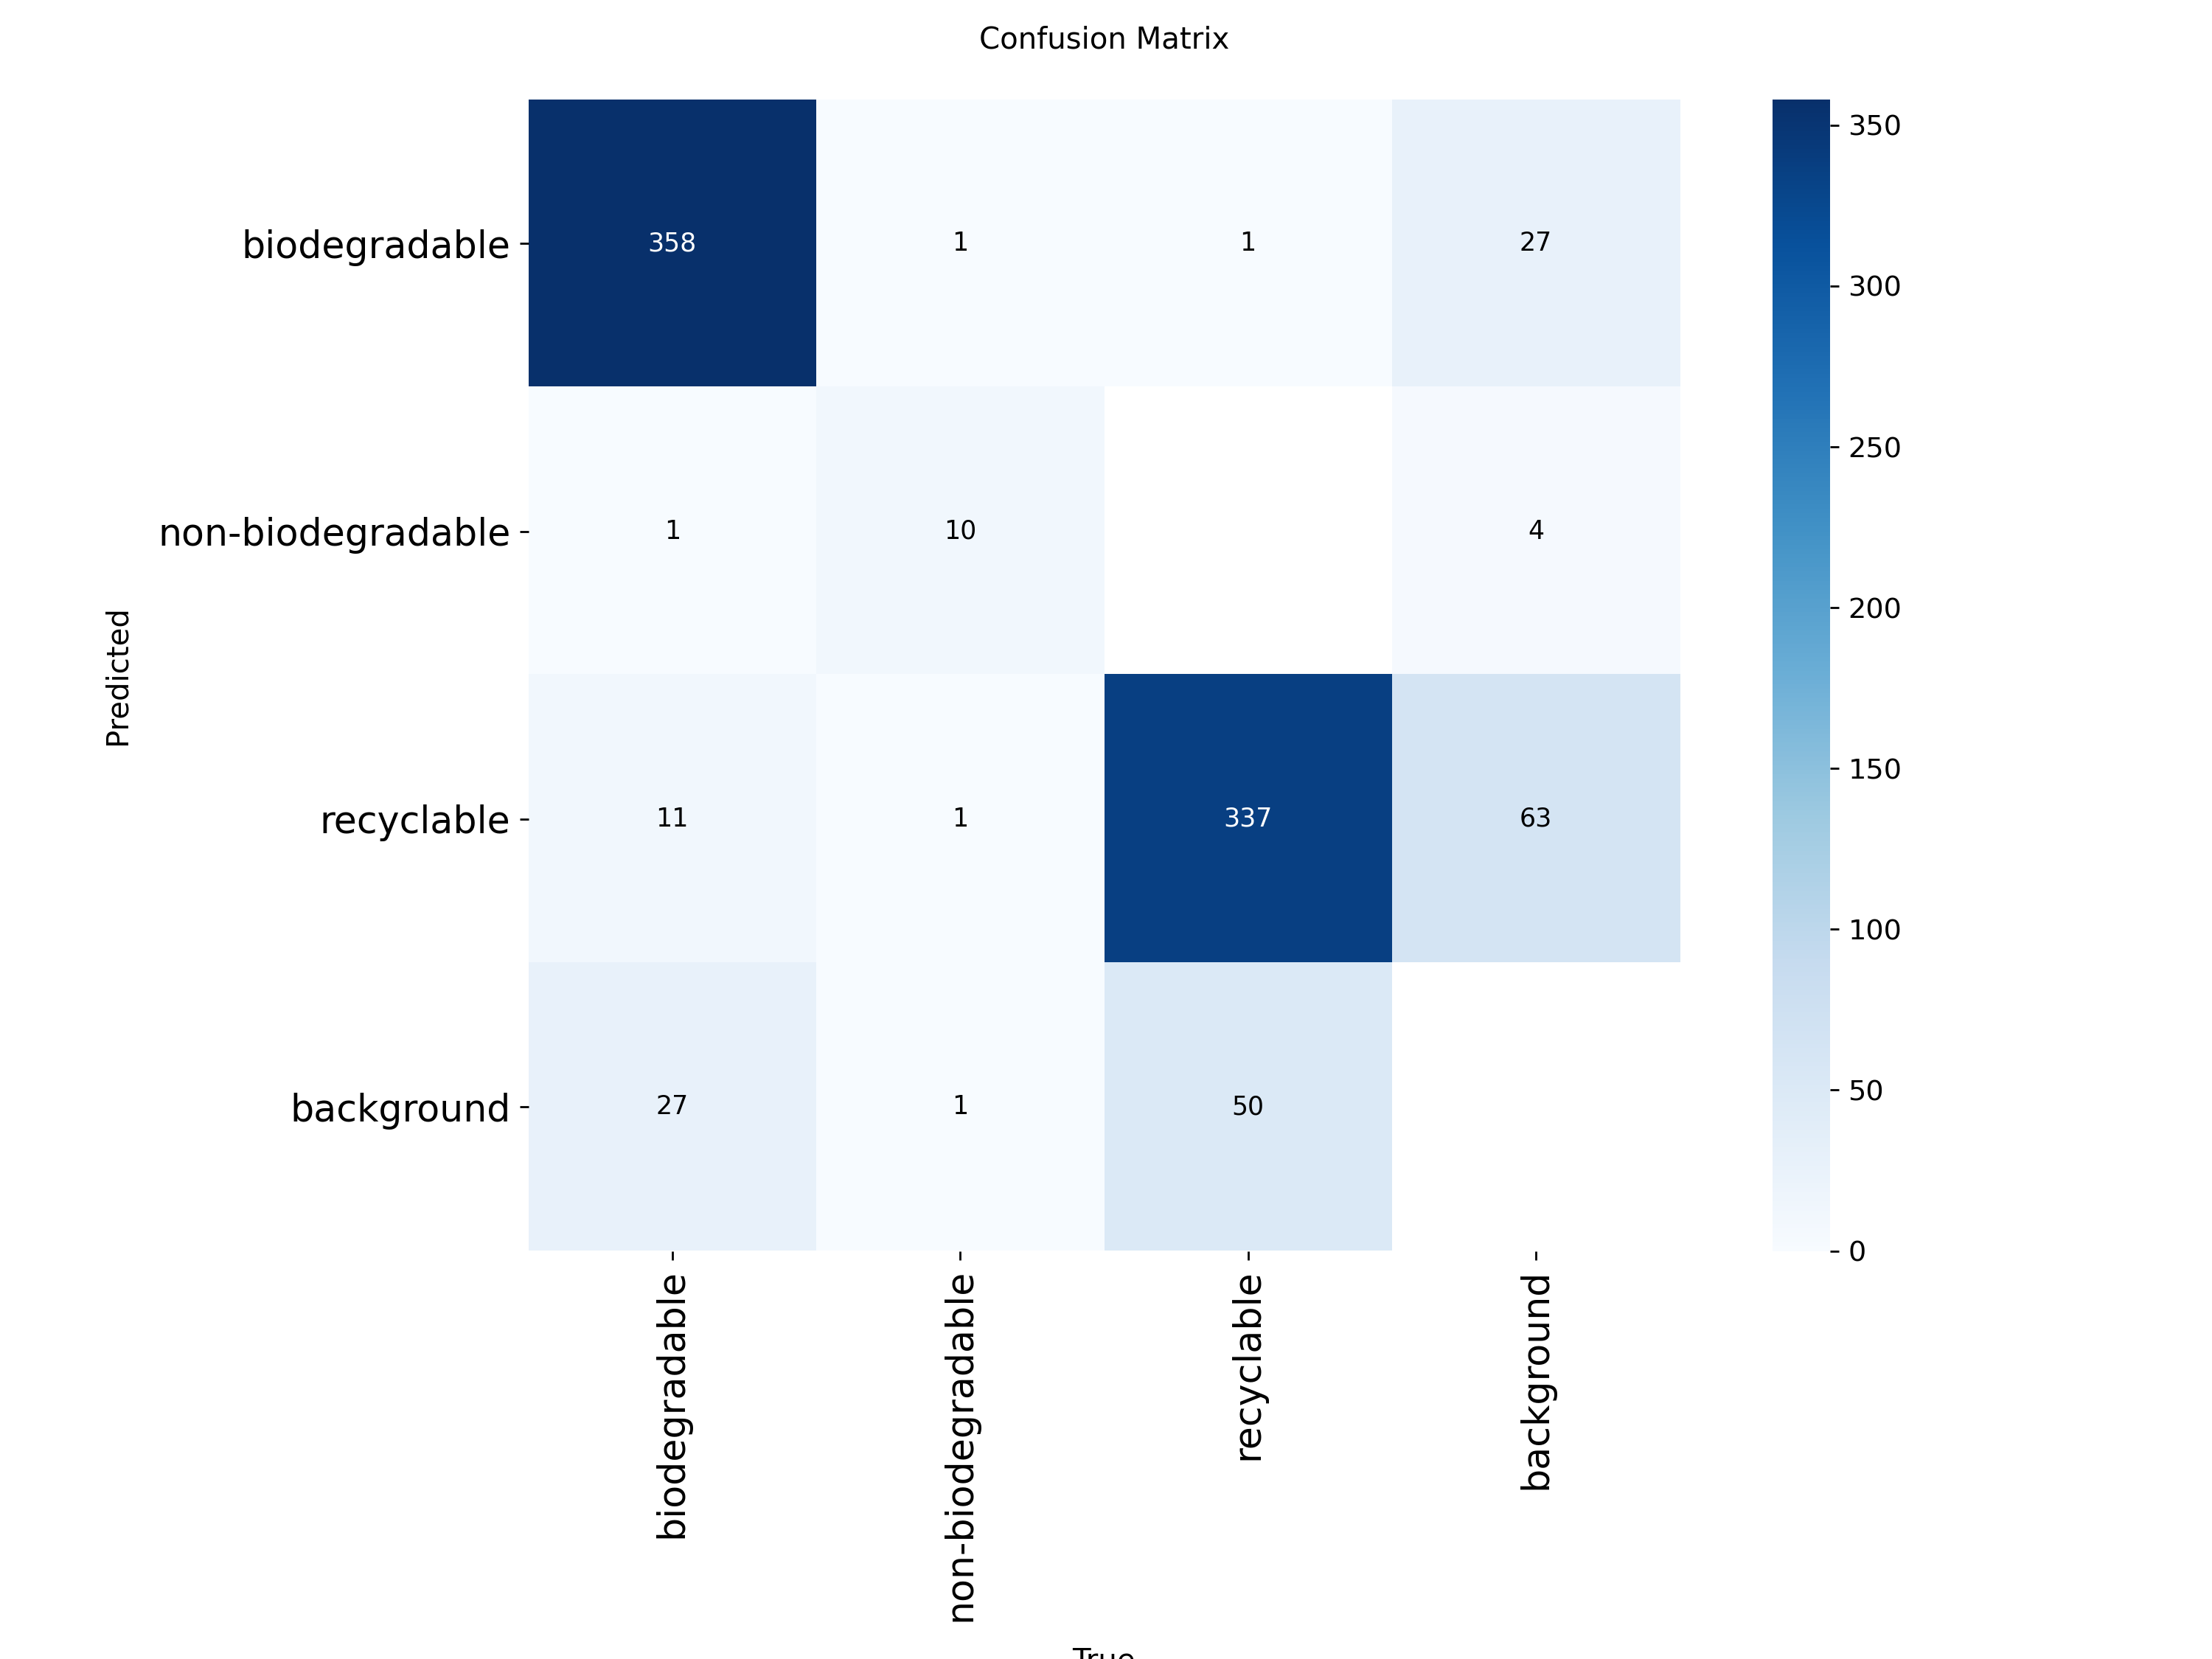 Confusion Matrix
biodegradable 358 1 1 27
non-biodegradable 1 10 4
recyclable 11 1 337 63
background 27 1 50
Predicted
biodegradable
non-biodegradable
recyclable
background
True
350
300
250
200
150
100
50
0